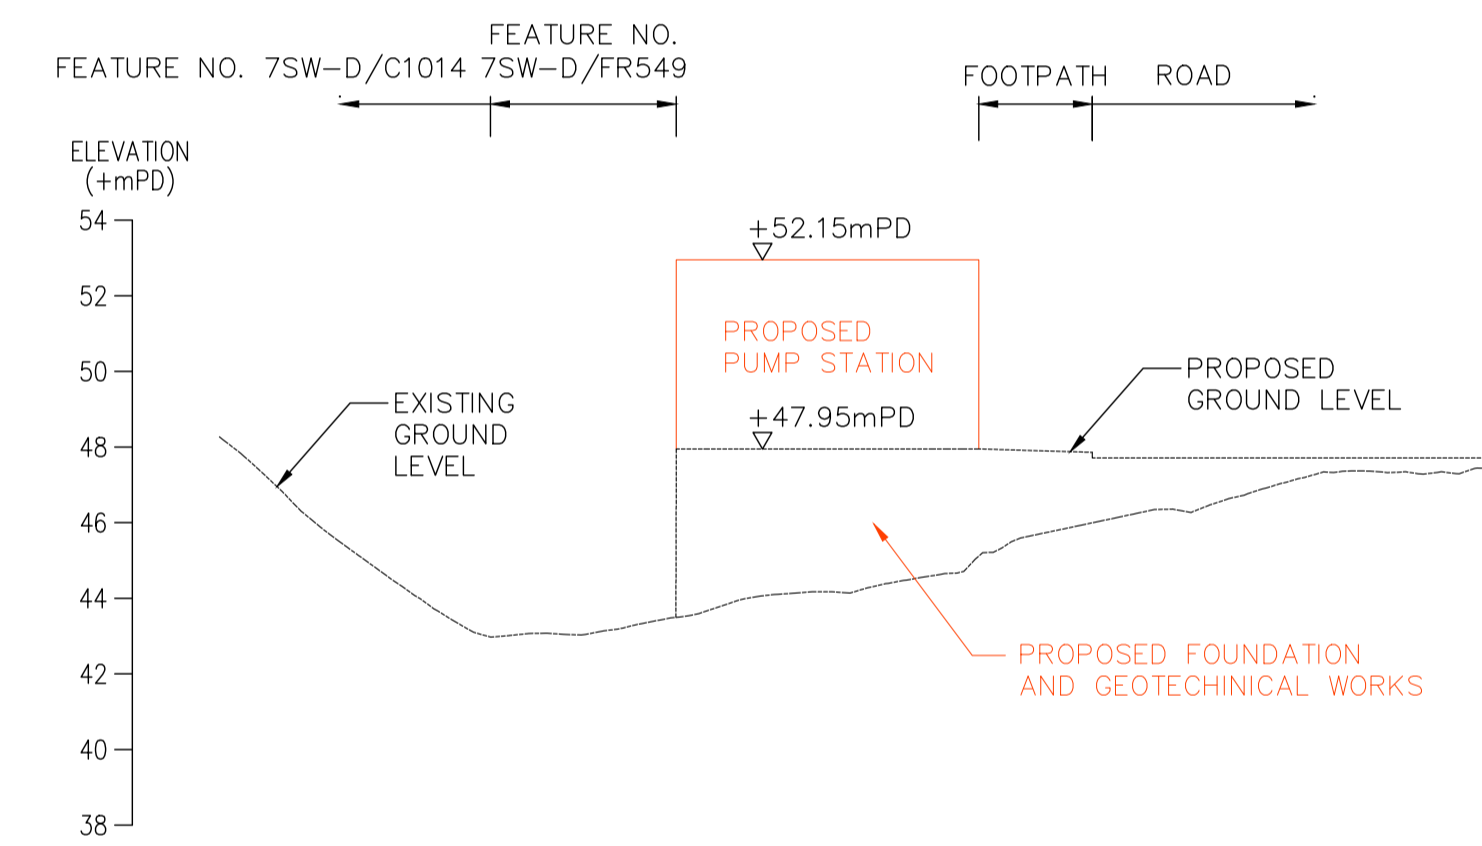 FEATURE NO.
FEATURE NO. 7SW-D/C1014 7SW-D/FR549
FOOTPATH ROAD
ELEVATION
(+mPD)
54
+52.15mPD
52
PROPOSED
PUMP STATION
50
PROPOSED
GROUND LEVEL
EXISTING
GROUND
LEVEL
+47.95mPD
48
46
44
PROPOSED FOUNDATION
AND GEOTECHINICAL WORKS
42
40
38